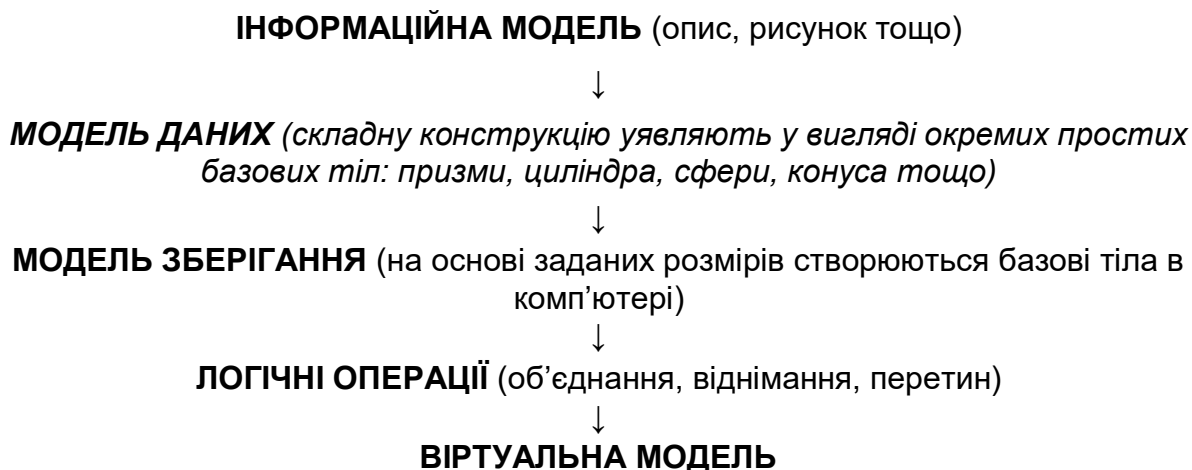 ІНФОРМАЦІЙНА МОДЕЛЬ (опис, рисунок тощо)
↓
МОДЕЛЬ ДАНИХ (складну конструкцію уявляють у вигляді окремих простих
базових тіл: призми, циліндра, сфери, конуса тощо)
↓
МОДЕЛЬ ЗБЕРІГАННЯ (на основі заданих розмірів створюються базові тіла в
комп’ютері)
↓
ЛОГІЧНІ ОПЕРАЦІЇ (об’єднання, віднімання, перетин)
↓
ВІРТУАЛЬНА МОДЕЛЬ